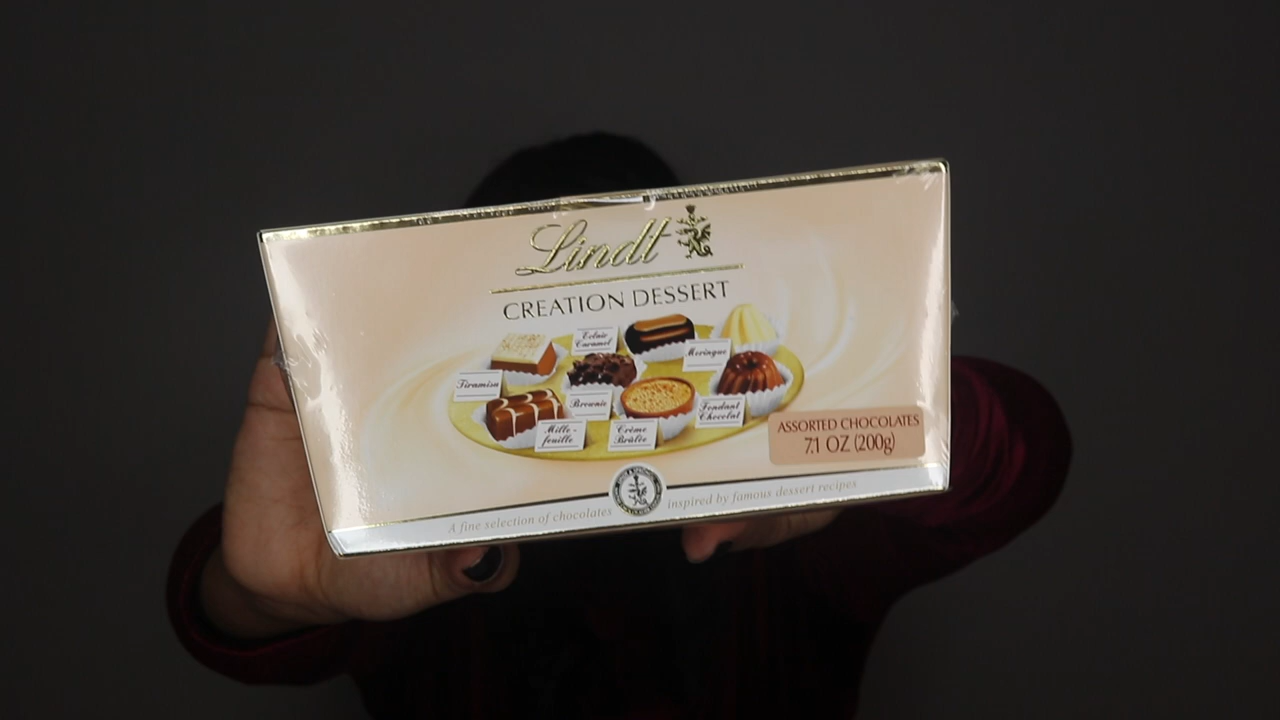 Lindt
CREATION DESSERT
Eclair
Caramel
Meringue
Tiramisu
Brownie
Fondant
Chocolat
Mille-
feuille
Crème
Brûlée
ASSORTED CHOCOLATES
7.1 OZ (200g)
A fine selection of chocolates inspired by famous dessert recipes